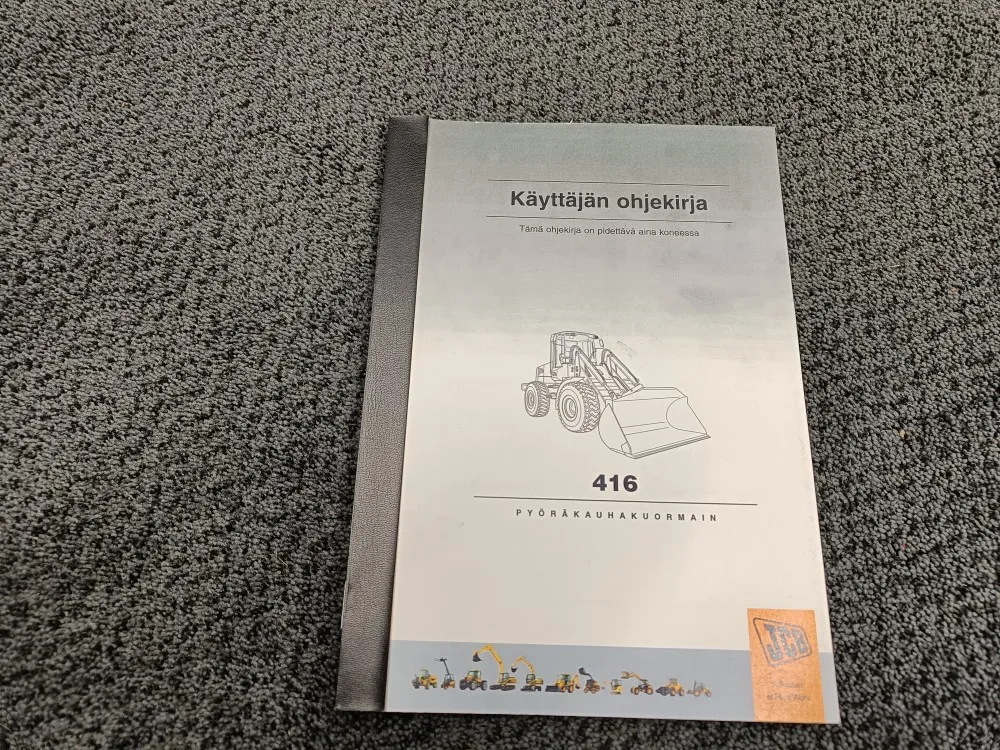 Käyttäjän ohjekirja
Tämä ohjekirja on pidettävä aina koneessa
416
PYÖRÄKAUHAKUORMAIN
JCB